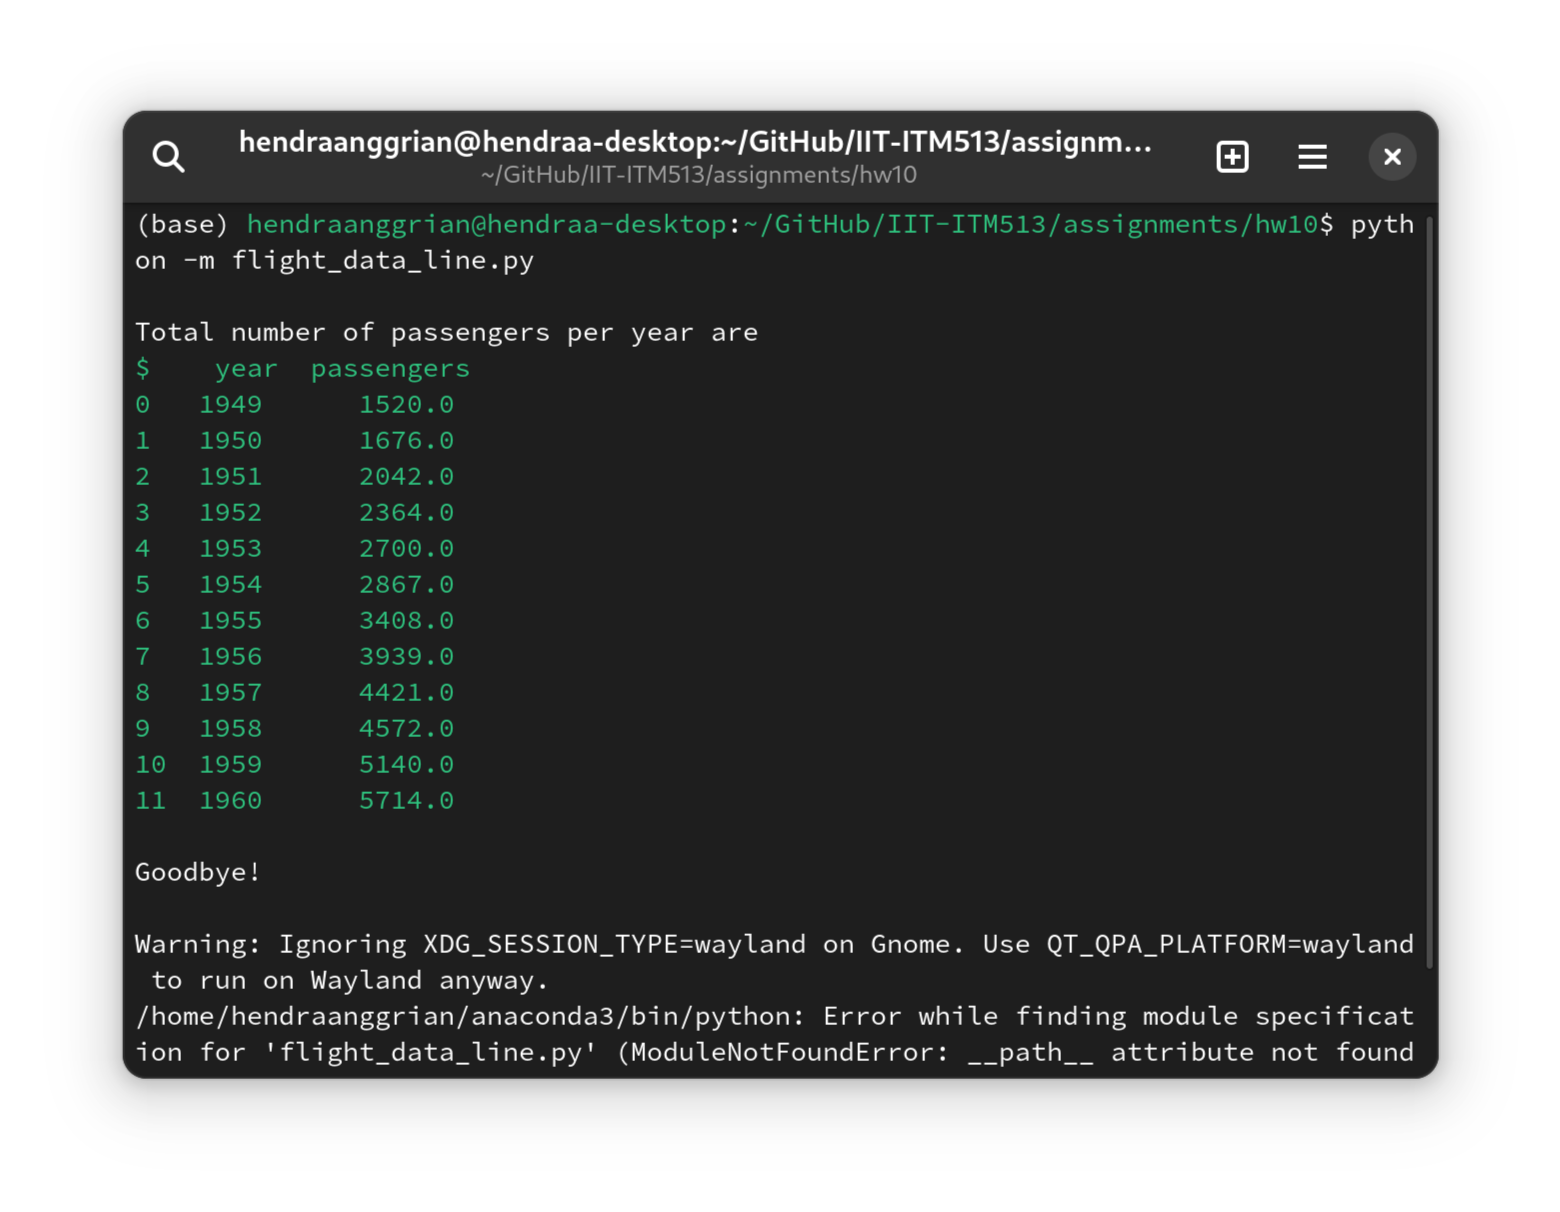 hendraanggrian@hendraa-desktop:~/GitHub/IIT-ITM513/assignm...
~/GitHub/IIT-ITM513/assignments/hw10
(base) hendraanggrian@hendraa-desktop:~/GitHub/IIT-ITM513/assignments/hw10$ pyth
on -m flight_data_line.py
Total number of passengers per year are
$    year  passengers
0   1949      1520.0
1   1950      1676.0
2   1951      2042.0
3   1952      2364.0
4   1953      2700.0
5   1954      2867.0
6   1955      3408.0
7   1956      3939.0
8   1957      4421.0
9   1958      4572.0
10  1959      5140.0
11  1960      5714.0
Goodbye!
Warning: Ignoring XDG_SESSION_TYPE=wayland on Gnome. Use QT_QPA_PLATFORM=wayland
 to run on Wayland anyway.
/home/hendraanggrian/anaconda3/bin/python: Error while finding module specificat
ion for 'flight_data_line.py' (ModuleNotFoundError: __path__ attribute not found